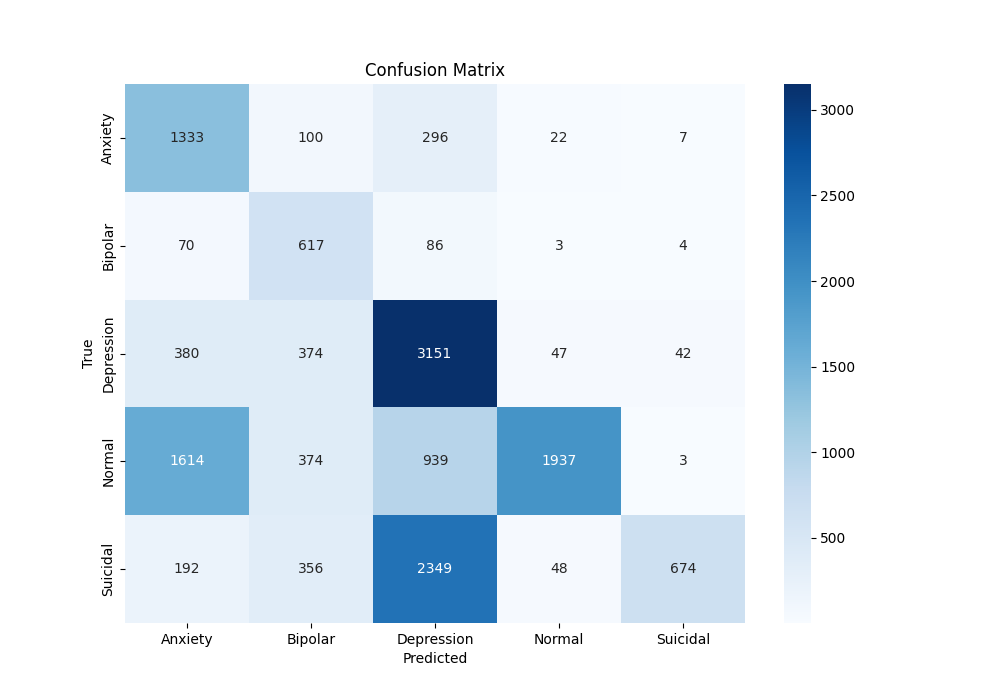 Confusion Matrix
True
Anxiety 1333 100 296 22 7
Bipolar 70 617 86 3 4
Depression 380 374 3151 47 42
Normal 1614 374 939 1937 3
Suicidal 192 356 2349 48 674
Anxiety Bipolar Depression Normal Suicidal
Predicted
3000
2500
2000
1500
1000
500